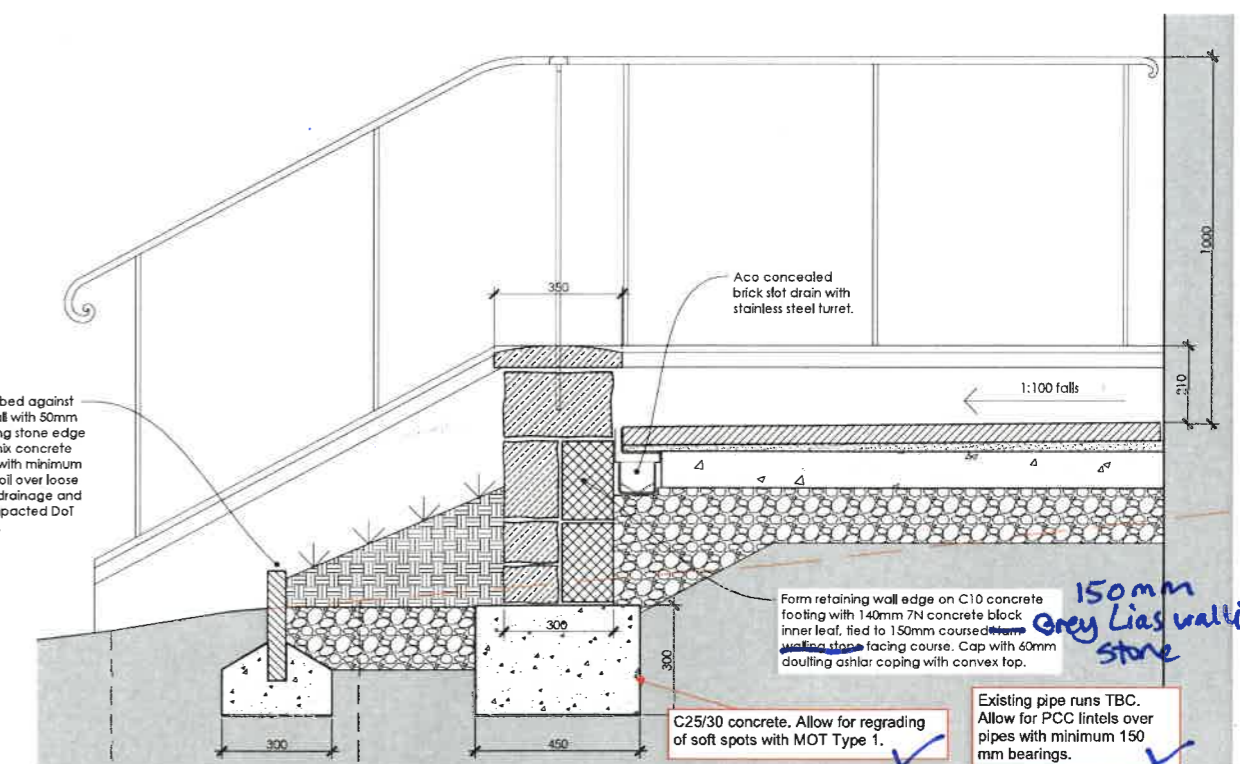 1000
350
Aco concealed
brick slot drain with
stainless steel turret.
210
1:100 falls
bed against
ll with 50mm
ng stone edge
nix concrete
with minimum
oil over loose
drainage and
mpacted DoT
Form retaining wall edge on C10 concrete
footing with 140mm 7N concrete block
inner leaf, tied to 150mm coursed
walling stone facing course. Cap with 60mm
doulting ashlar coping with convex top.
150mm
Grey Lias walli
stone
300
300
C25/30 concrete. Allow for regrading
of soft spots with MOT Type 1.
Existing pipe runs TBC.
Allow for PCC lintels over
pipes with minimum 150
mm bearings.
300
450